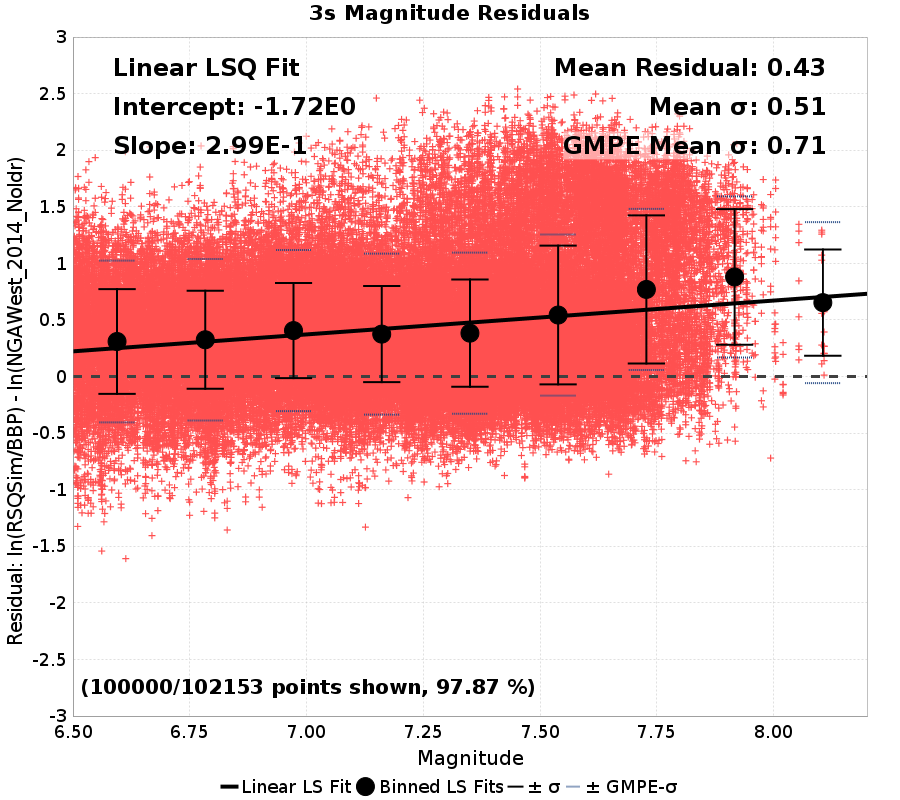 3s Magnitude Residuals
Linear LSQ Fit
Intercept: -1.72E0
Slope: 2.99E-1
Mean Residual: 0.43
Mean σ: 0.51
GMPE Mean σ: 0.71
Residual: ln(RSQSim/BBP) - ln(NGAWest_2014_NoIdr)
3
2.5
2
1.5
1
0.5
0
-0.5
-1
-1.5
-2
-2.5
-3
(100000/102153 points shown, 97.87 %)
6.50 6.75 7.00 7.25 7.50 7.75 8.00
Magnitude
Linear LS Fit Binned LS Fits ± σ ± GMPE-σ